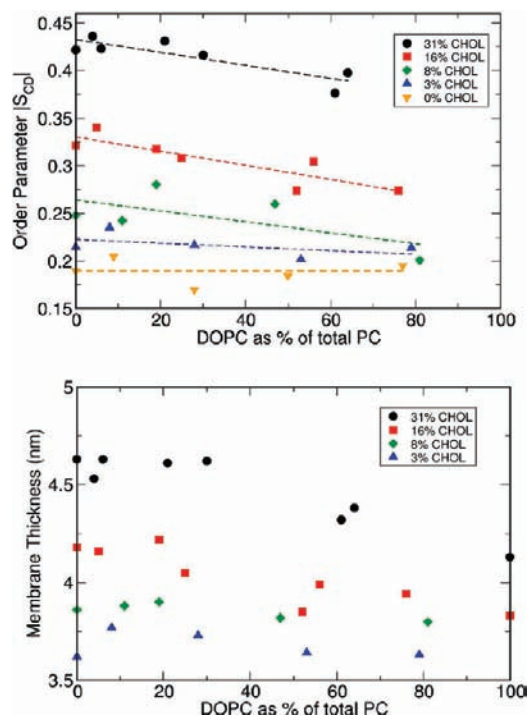 0.45
0.4
0.35
0.3
0.25
0.2
0.15
Order Parameter |S_CD|
31% CHOL
16% CHOL
8% CHOL
3% CHOL
0% CHOL
0 20 40 60 80 100
DOPC as % of total PC
5
4.5
4
3.5
Membrane Thickness (nm)
31% CHOL
16% CHOL
8% CHOL
3% CHOL
0 20 40 60 80 100
DOPC as % of total PC